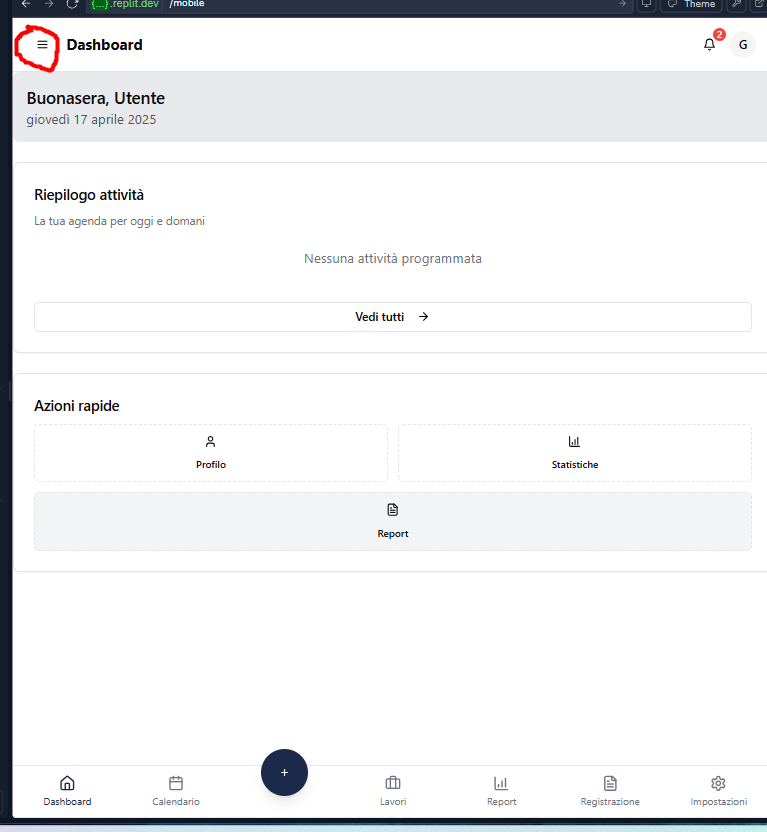 {...}.replit.dev /mobile Theme
Dashboard 2 G
Buonasera, Utente
giovedì 17 aprile 2025
Riepilogo attività
La tua agenda per oggi e domani
Nessuna attività programmata
Vedi tutti →
Azioni rapide
Profilo Statistiche
Report
+
Dashboard Calendario Lavori Report Registrazione Impostazioni